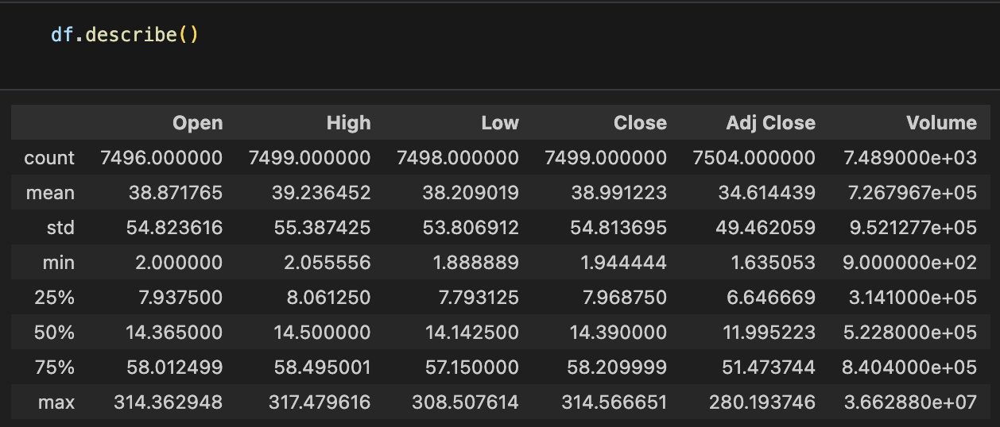 df.describe()
Open High Low Close Adj Close Volume
count 7496.000000 7499.000000 7498.000000 7499.000000 7504.000000 7.489000e+03
mean 38.871765 39.236452 38.209019 38.991223 34.614439 7.267967e+05
std 54.823616 55.387425 53.806912 54.813695 49.462059 9.521277e+05
min 2.000000 2.055556 1.888889 1.944444 1.635053 9.000000e+02
25% 7.937500 8.061250 7.793125 7.968750 6.646669 3.141000e+05
50% 14.365000 14.500000 14.142500 14.390000 11.995223 5.228000e+05
75% 58.012499 58.495001 57.150000 58.209999 51.473744 8.404000e+05
max 314.362948 317.479616 308.507614 314.566651 280.193746 3.662880e+07